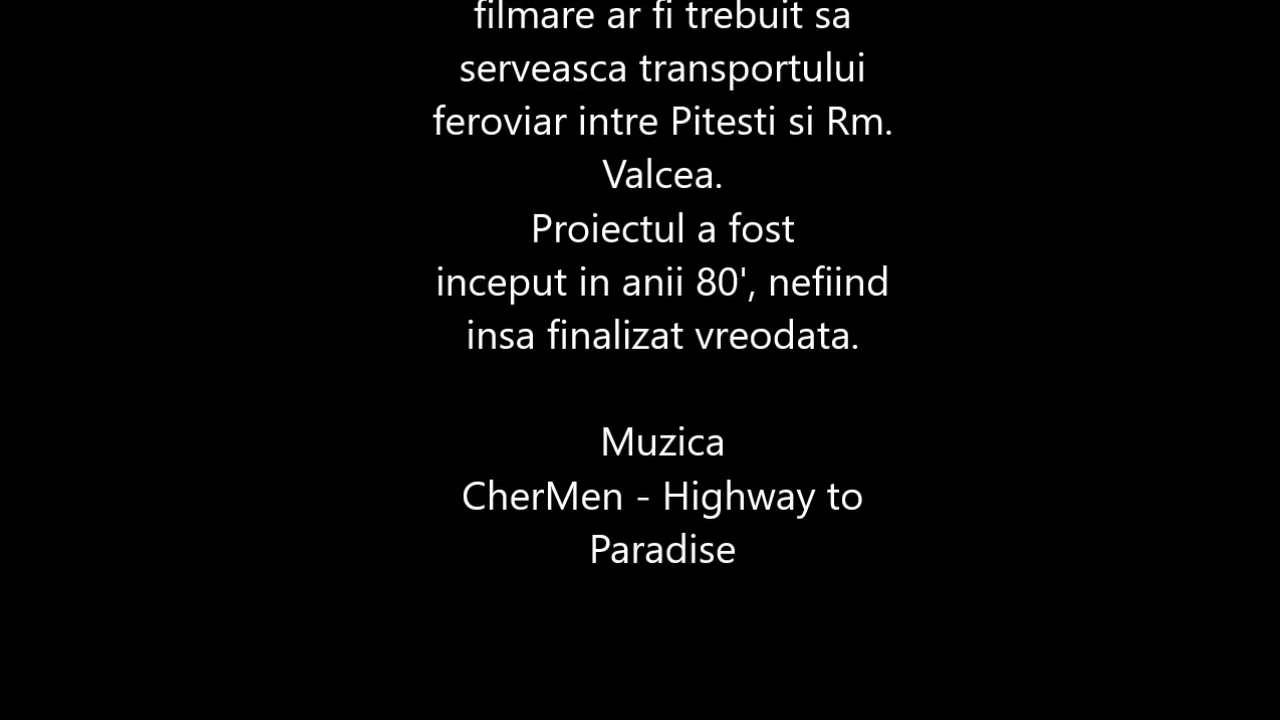 filmare ar fi trebuit sa
serveasca transportului
feroviar intre Pitesti si Rm.
Valcea.
Proiectul a fost
inceput in anii 80', nefiind
insa finalizat vreodata.
Muzica
CherMen - Highway to
Paradise